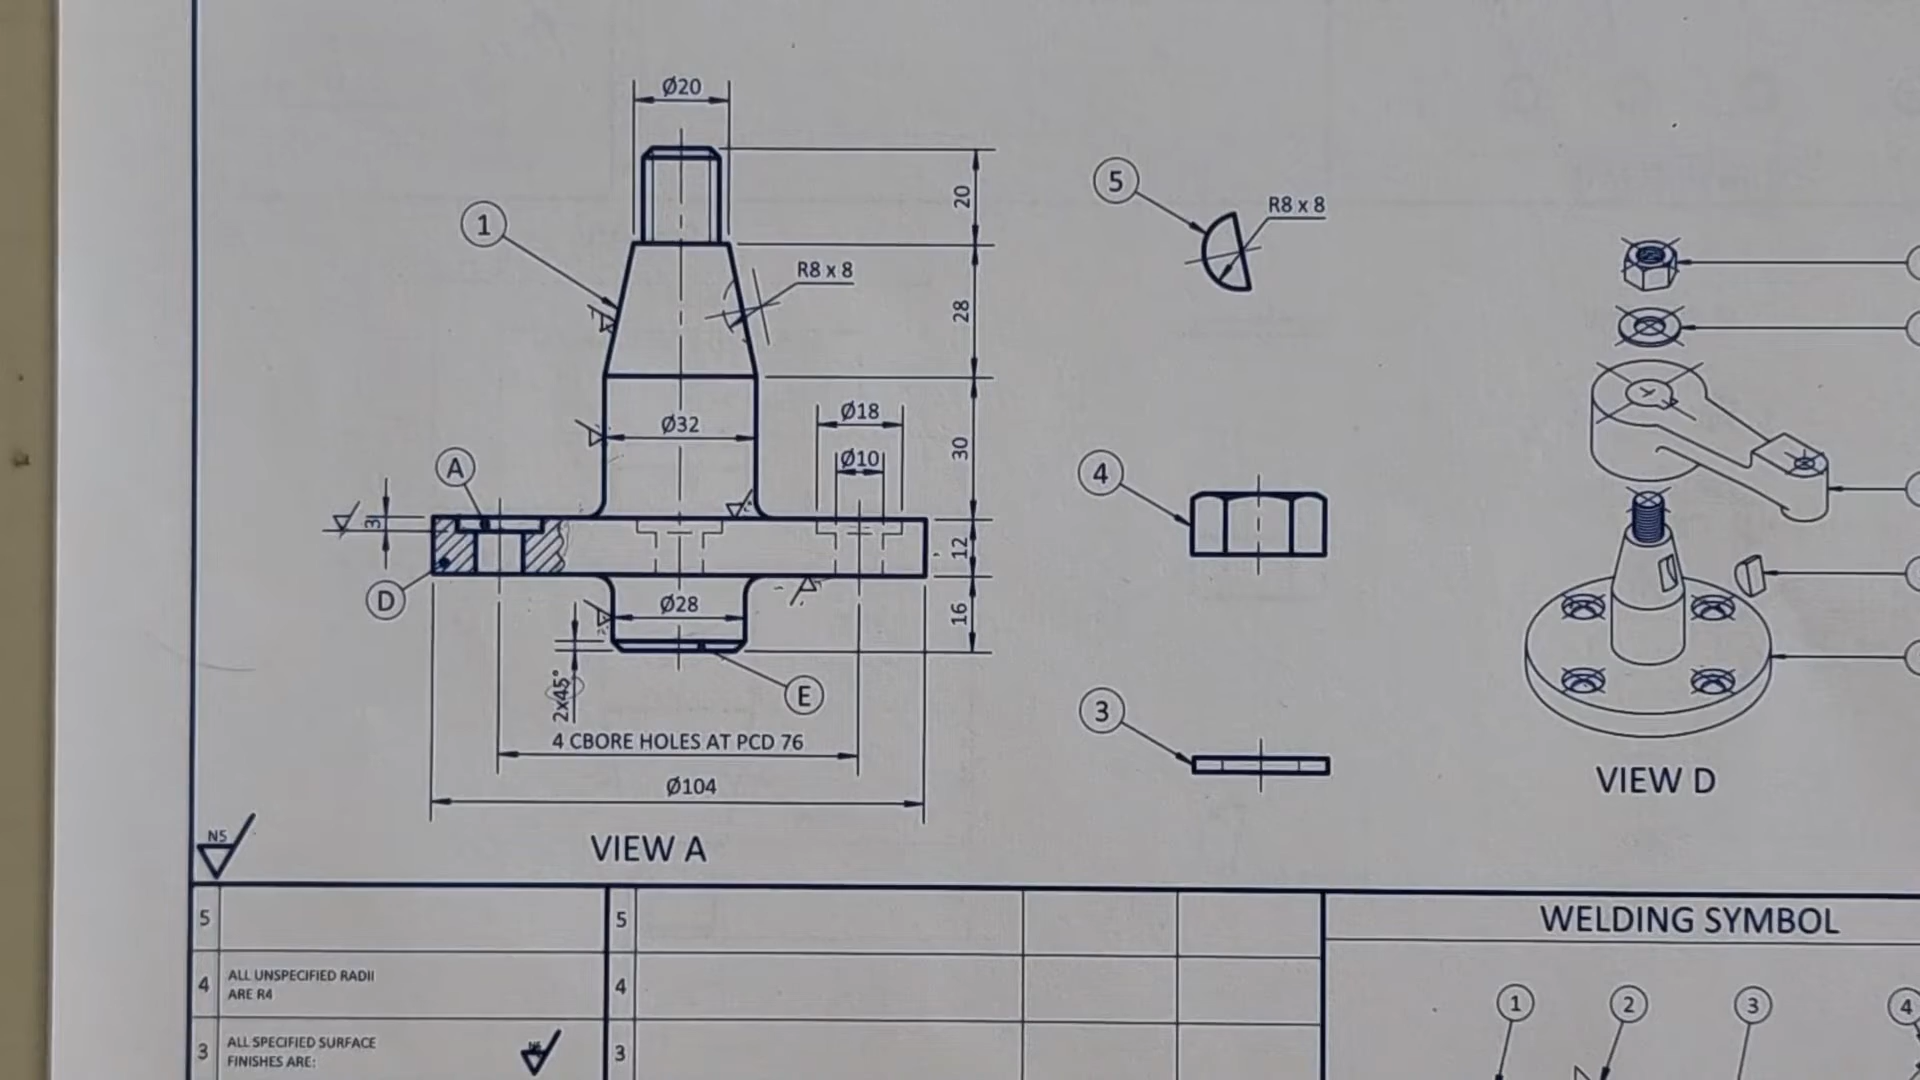 Ø20
1
R8 x 8
20
28
5
R8 x 8
Ø32
Ø18
Ø10
30
A
4
3
12
D
Ø28
16
2x45°
E
3
4 CBORE HOLES AT PCD 76
Ø104
VIEW A
VIEW D
N5
5
5
WELDING SYMBOL
4
ALL UNSPECIFIED RADII
ARE R4
4
1
2
3
4
3
ALL SPECIFIED SURFACE
FINISHES ARE:
3